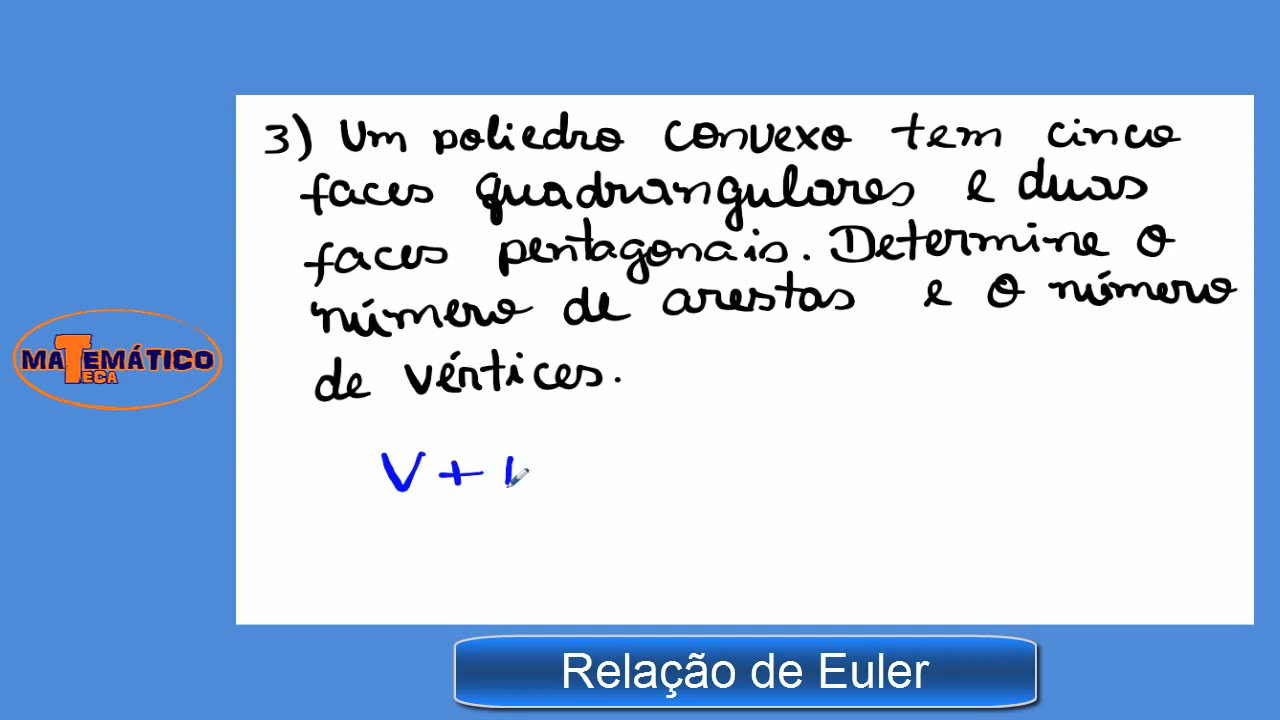 3) Um poliedro convexo tem cinco
faces quadrangulares e duas
faces pentagonais. Determine o
número de arestas e o número
de vértices.
MATEMÁTICO
TECA
V +
Relação de Euler